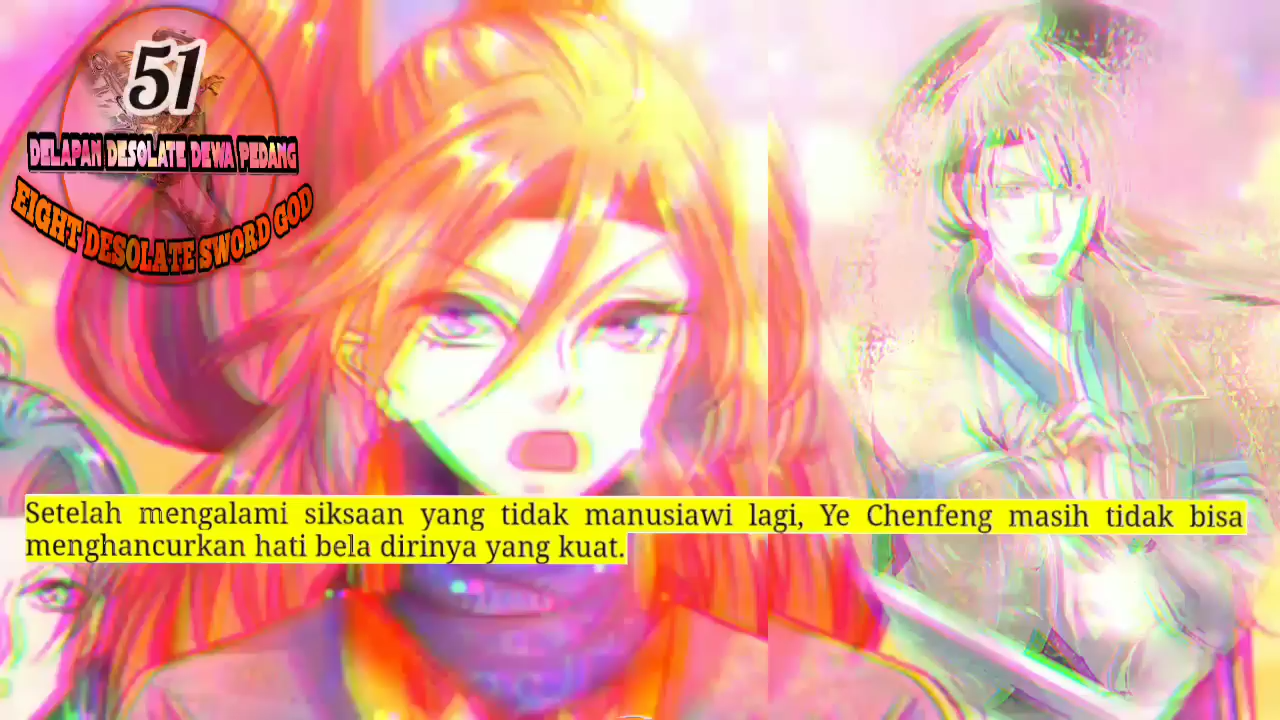 51
DELAPAN DESOLATE DEWA PEDANG
EIGHT DESOLATE SWORD GOD
Setelah mengalami siksaan yang tidak manusiawi lagi, Ye Chenfeng masih tidak bisa
menghancurkan hati bela dirinya yang kuat.